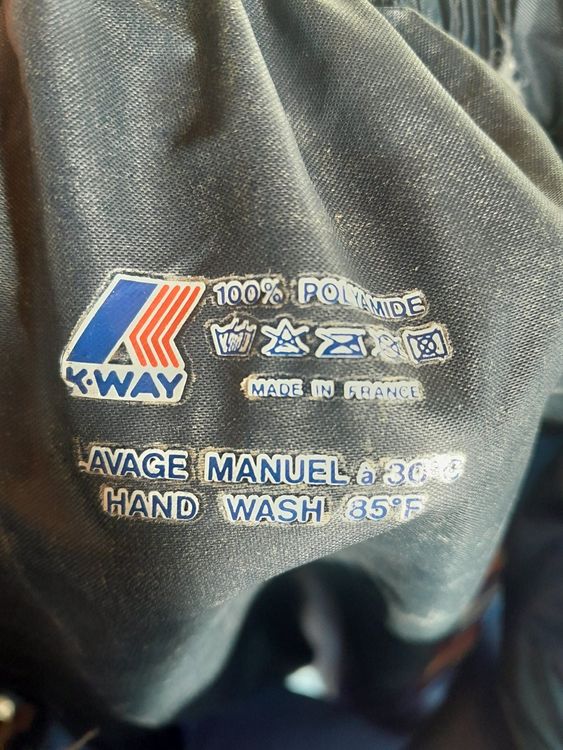 100% POLYAMIDE
MADE IN FRANCE
K·WAY
LAVAGE MANUEL à 30°C
HAND WASH 85°F